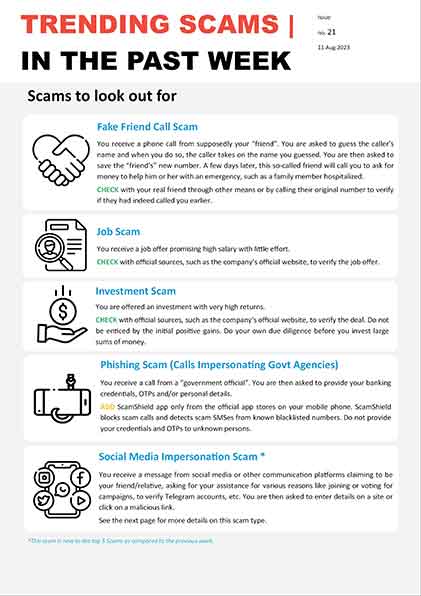 TRENDING SCAMS |
IN THE PAST WEEK
Issue
no. 21
11 Aug 2023
Scams to look out for
Fake Friend Call Scam
You receive a phone call from supposedly your "friend". You are asked to guess the caller's
name and when you do so, the caller takes on the name you guessed. You are then asked to
save the "friend's" new number. A few days later, this so-called friend will call you to ask for
money to help him or her with an emergency, such as a family member hospitalized.
CHECK with your real friend through other means or by calling their original number to verify
if they had indeed called you earlier.
Job Scam
You receive a job offer promising high salary with little effort.
CHECK with official sources, such as the company's official website, to verify the job offer.
Investment Scam
You are offered an investment with very high returns.
CHECK with official sources, such as the company's official website, to verify the deal. Do not
be enticed by the initial positive gains. Do your own due diligence before you invest large
sums of money.
Phishing Scam (Calls Impersonating Govt Agencies)
You receive a call from a "government official". You are then asked to provide your banking
credentials, OTPs and/or personal details.
ADD ScamShield app only from the official app stores on your mobile phone. ScamShield
blocks scam calls and detects scam SMSes from known blacklisted numbers. Do not provide
your credentials and OTPs to unknown persons.
Social Media Impersonation Scam *
You receive a message from social media or other communication platforms claiming to be
your friend/relative, asking for your assistance for various reasons like joining or voting for
campaigns, to verify Telegram accounts, etc. You are then asked to enter details on a site or
click on a malicious link.
See the next page for more details on this scam type.
*This scam is new to the top 5 Scams as compared to the previous week.